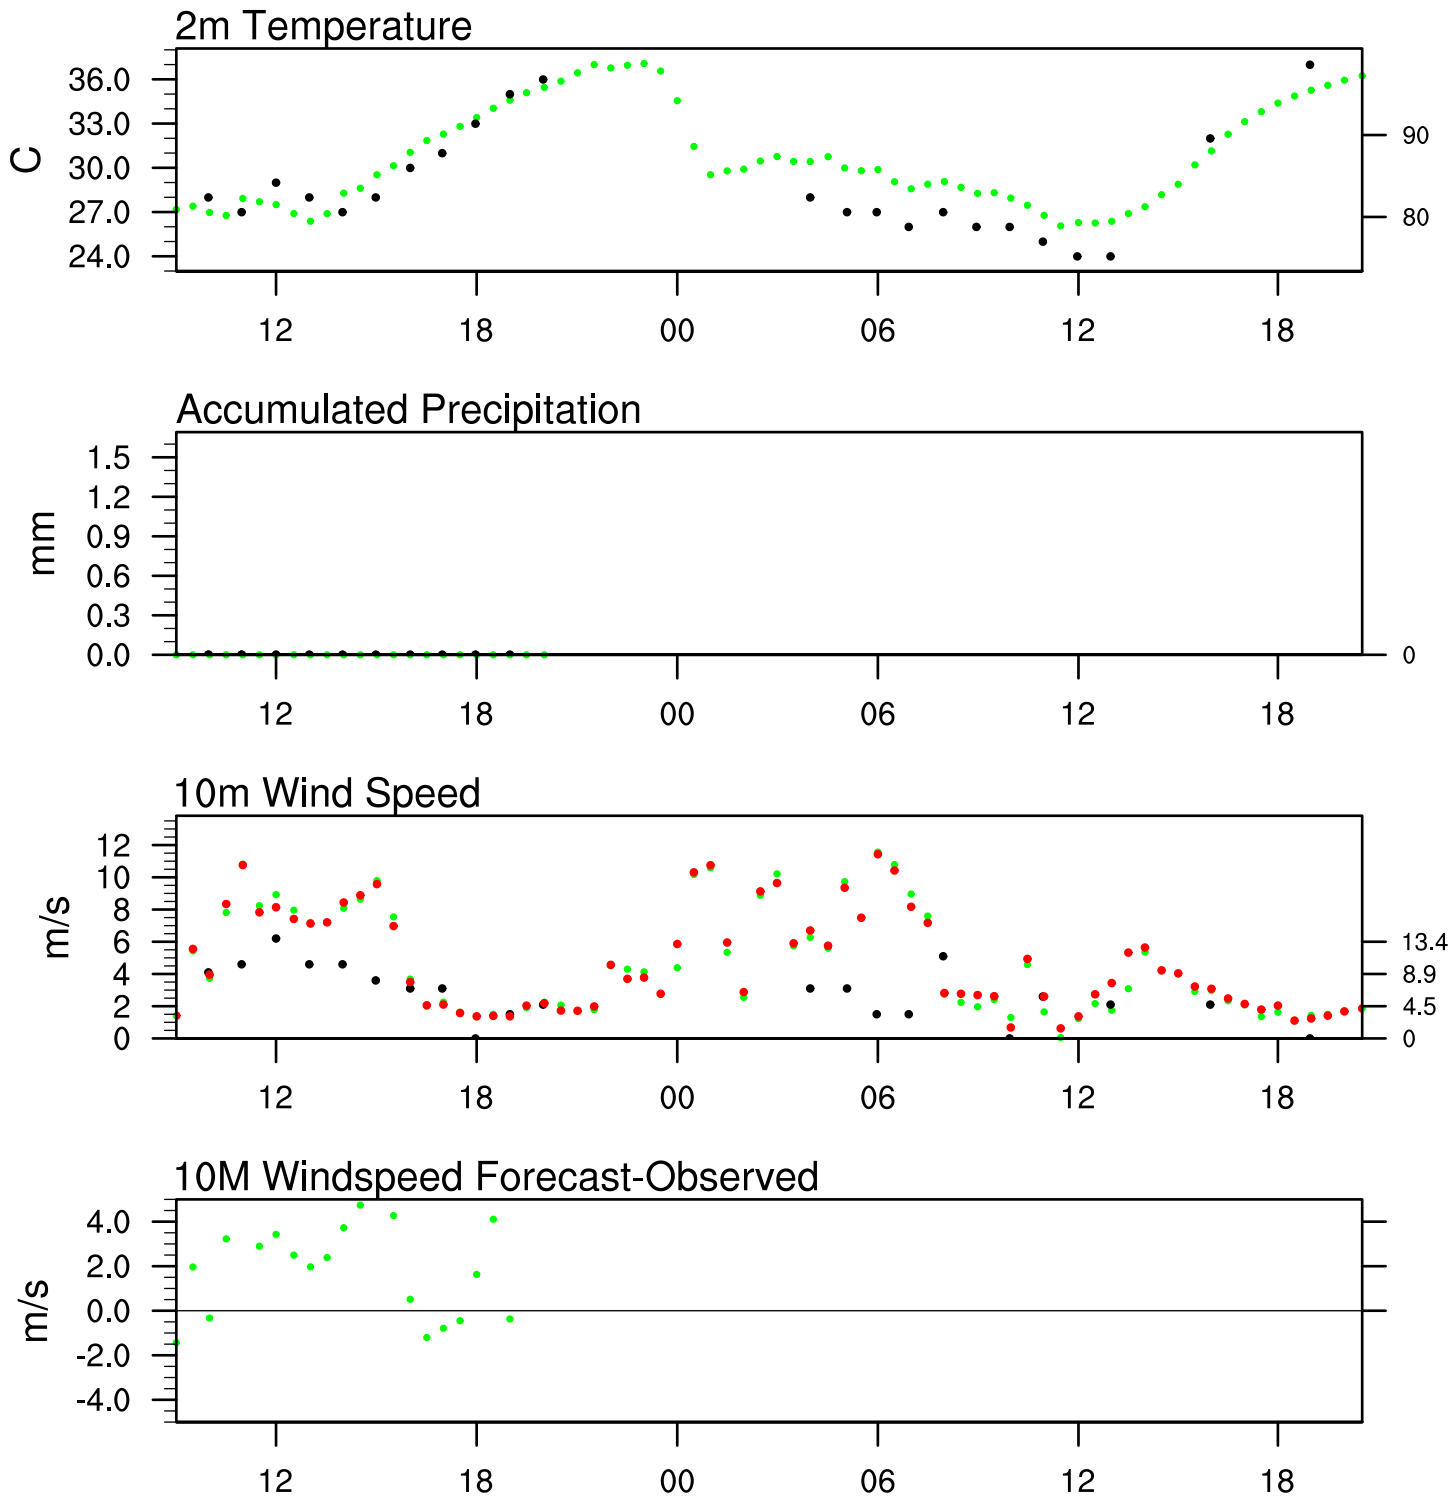 2m Temperature
36.0
33.0
30.0
27.0
24.0
C
90
80
12 18 00 06 12 18
Accumulated Precipitation
1.5
1.2
0.9
0.6
0.3
0.0
mm
0
12 18 00 06 12 18
10m Wind Speed
12
10
8
6
4
2
0
m/s
13.4
8.9
4.5
0
12 18 00 06 12 18
10M Windspeed Forecast-Observed
4.0
2.0
0.0
-2.0
-4.0
m/s
12 18 00 06 12 18